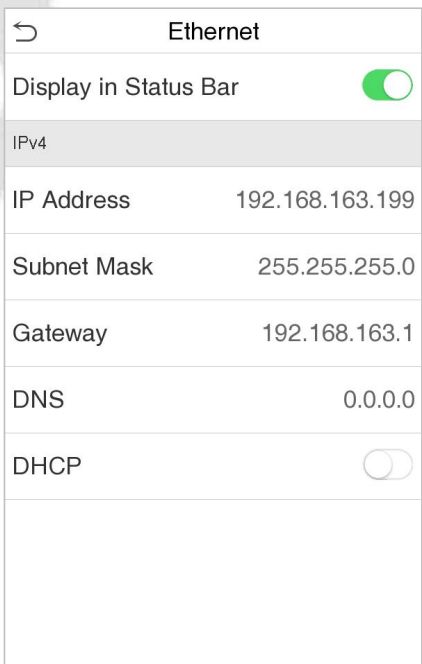 Ethernet
Display in Status Bar
IPv4
IP Address 192.168.163.199
Subnet Mask 255.255.255.0
Gateway 192.168.163.1
DNS 0.0.0.0
DHCP